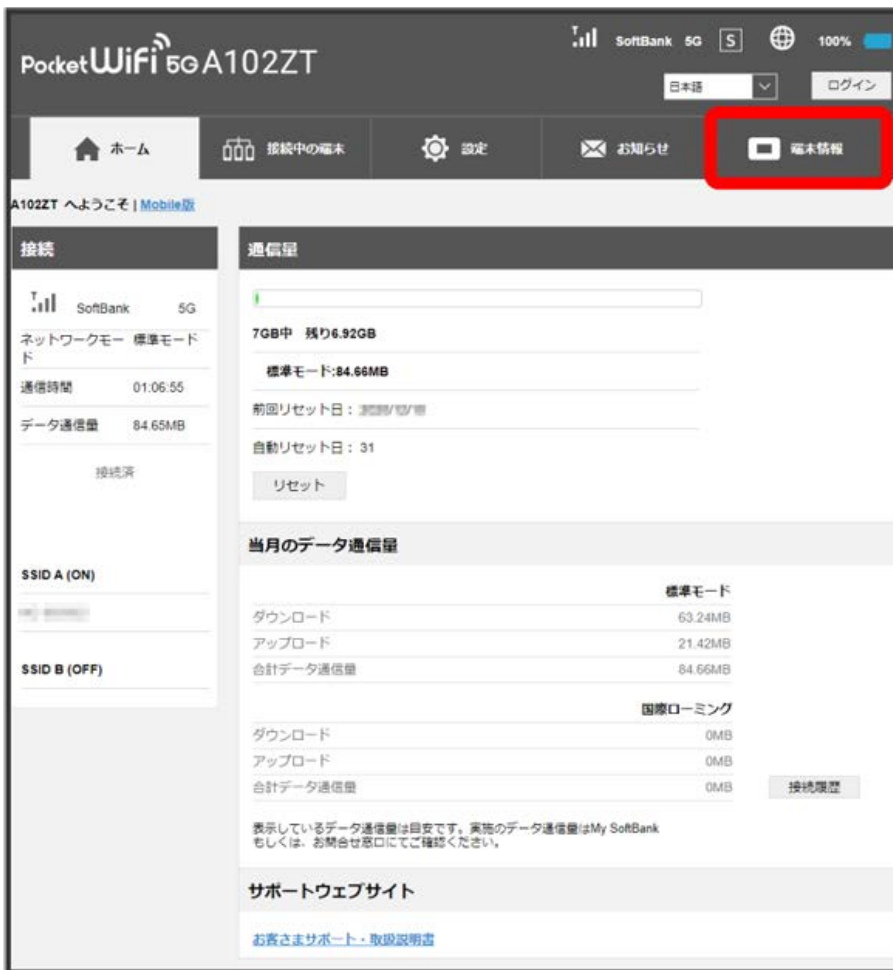 SoftBank 5G S 100%
Pocket WiFi 5G A102ZT
日本語 ログイン
ホーム 接続中の端末 設定 お知らせ 端末情報
A102ZT へようこそ | Mobile版
接続
SoftBank 5G
ネットワークモー 標準モード
ド
通信時間 01:06:55
データ通信量 84.65MB
接続済
SSID A (ON)
SSID B (OFF)
通信量
7GB中 残り6.92GB
標準モード:84.66MB
前回リセット日:
自動リセット日: 31
リセット
当月のデータ通信量
標準モード
ダウンロード 63.24MB
アップロード 21.42MB
合計データ通信量 84.66MB
国際ローミング
ダウンロード 0MB
アップロード 0MB
合計データ通信量 0MB 接続履歴
表示しているデータ通信量は目安です。実施のデータ通信量はMy SoftBank
もしくは、お問合せ窓口にてご確認ください。
サポートウェブサイト
お客さまサポート・取扱説明書